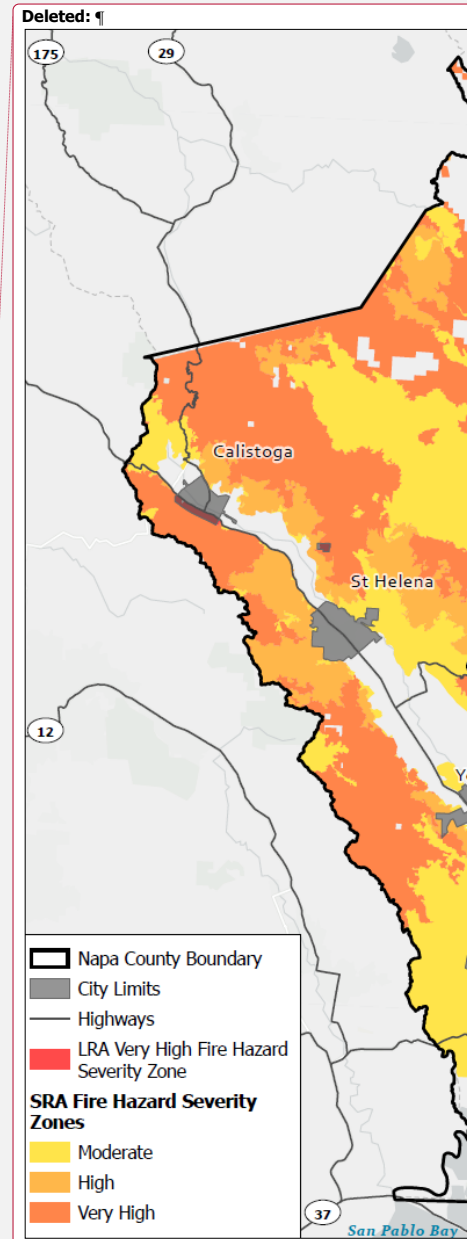 Deleted: ¶
175
29
Calistoga
St Helena
12
Napa County Boundary
City Limits
Highways
LRA Very High Fire Hazard
Severity Zone
SRA Fire Hazard Severity
Zones
Moderate
High
Very High
37
San Pablo Bay